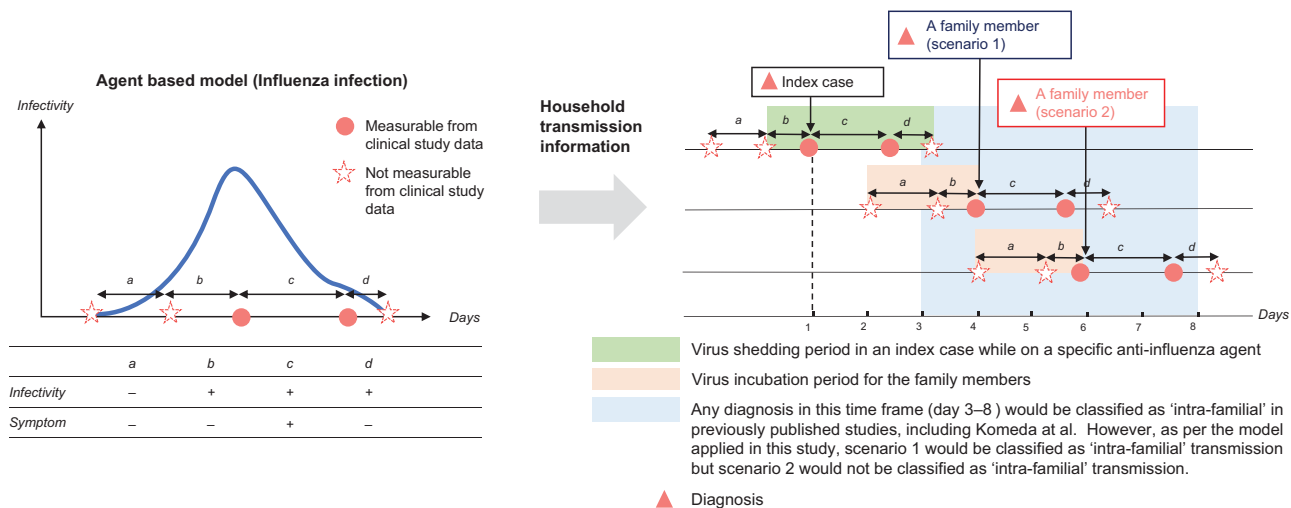 Agent based model (Influenza infection)
Infectivity
Measurable from
clinical study data
Not measurable
from clinical study
data
a
b
c
d
Days
a b c d
Infectivity – + + +
Symptom – – + –
Household
transmission
information
A family member
(scenario 1)
Index case
A family member
(scenario 2)
a b c d
a b c d
a b c d
1 2 3 4 5 6 7 8
Days
Virus shedding period in an index case while on a specific anti-influenza agent
Virus incubation period for the family members
Any diagnosis in this time frame (day 3–8 ) would be classified as ‘intra-familial’ in
previously published studies, including Komeda at al. However, as per the model
applied in this study, scenario 1 would be classified as ‘intra-familial’ transmission
but scenario 2 would not be classified as ‘intra-familial’ transmission.
Diagnosis